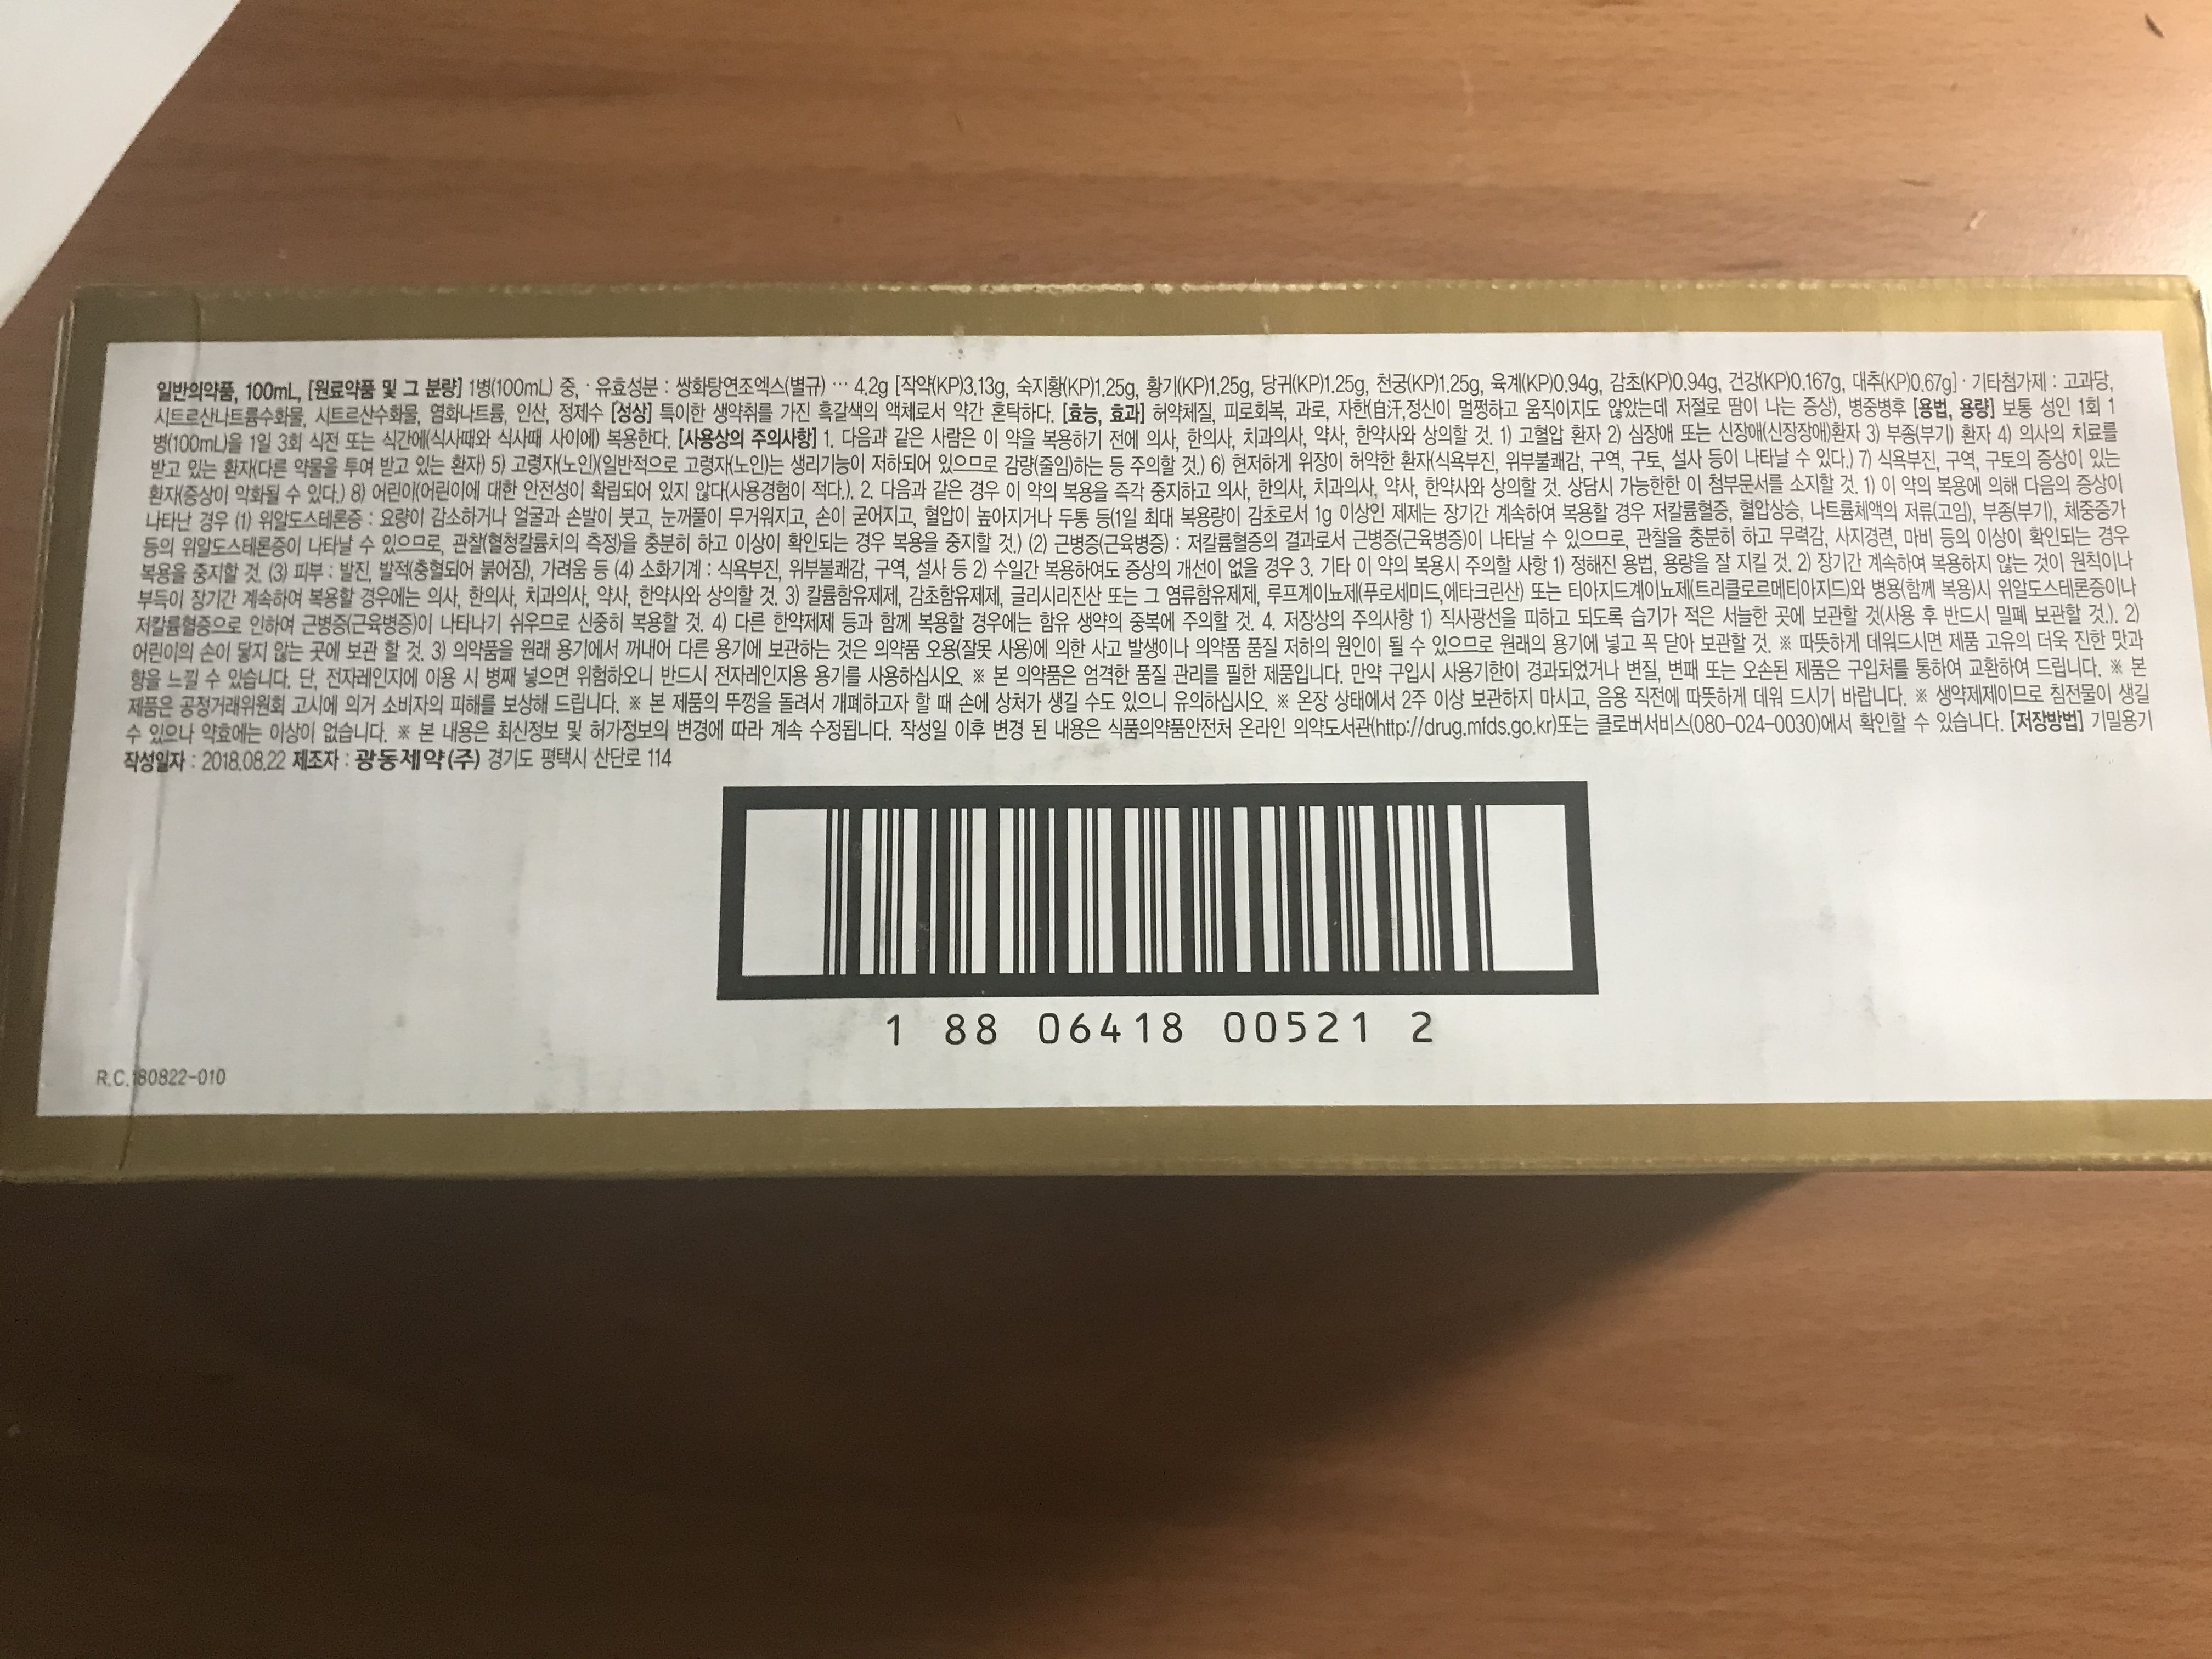 일반의약품, 100mL, [원료약품 및 그 분량] 1병(100mL) 중, · 유효성분 : 쌍화탕연조엑스(별규) ··· 4.2g [작약(KP)3.13g, 숙지황(KP)1.25g, 황기(KP)1.25g, 당귀(KP)1.25g, 천궁(KP)1.25g, 육계(KP)0.94g, 감초(KP)0.94g, 건강(KP)0.167g, 대추(KP)0.67g] · 기타첨가제 : 고과당,
시트르산나트륨수화물, 시트르산수화물, 염화나트륨, 인산, 정제수 [성상] 특이한 생약취를 가진 흑갈색의 액제로서 약간 혼탁하다. [효능, 효과] 허약체질, 피로회복, 과로, 자한(自汗,정신이 멀쩡하고 움직이지도 않았는데 저절로 땀이 나는 증상), 병중병후 [용법, 용량] 보통 성인 1회 1
병(100mL)을 1일 3회 식전 또는 식간에(식사때와 식사때 사이에) 복용한다. [사용상의 주의사항] 1. 다음과 같은 사람은 이 약을 복용하기 전에 의사, 한의사, 치과의사, 약사, 한약사와 상의할 것. 1) 고혈압 환자 2) 심장애 또는 신장애(신장장애)환자 3) 부종(부기) 환자 4) 의사의 치료를
받고 있는 환자(다른 약물을 투여 받고 있는 환자) 5) 고령자(노인)(일반적으로 고령자(노인)는 생리기능이 저하되어 있으므로 감량(줄임)하는 등 주의할 것.) 6) 현저하게 위장이 허약한 환자(식욕부진, 위부불쾌감, 구역, 구토, 설사 등이 나타날 수 있다.) 7) 식욕부진, 구역, 구토의 증상이 있는
환자(증상이 악화될 수 있다.) 8) 어린이(어린이에 대한 안전성이 확립되어 있지 않다(사용경험이 적다.). 2. 다음과 같은 경우 이 약의 복용을 즉각 중지하고 의사, 한의사, 치과의사, 약사, 한약사와 상의할 것. 상담시 가능한한 이 첨부문서를 소지할 것. 1) 이 약의 복용에 의해 다음의 증상이
나타난 경우 (1) 위알도스테론증 : 요량이 감소하거나 얼굴과 손발이 붓고, 눈꺼풀이 무거워지고, 손이 굳어지고, 혈압이 높아지거나 두통 등(1일 최대 복용량이 감초로서 1g 이상인 제제는 장기간 계속하여 복용할 경우 저칼륨혈증, 혈압상승, 나트륨체액의 저류(고임), 부종(부기), 체중증가
등의 위알도스테론증이 나타날 수 있으므로, 관찰(혈청칼륨치의 측정)을 충분히 하고 이상이 확인되는 경우 복용을 중지할 것.) (2) 근병증(근육병증) : 저칼륨혈증의 결과로서 근병증(근육병증)이 나타날 수 있으므로, 관찰을 충분히 하고 무력감, 사지경련, 마비 등의 이상이 확인되는 경우
복용을 중지할 것. (3) 피부 : 발진, 발적(충혈되어 붉어짐), 가려움 등 (4) 소화기계 : 식욕부진, 위부불쾌감, 구역, 설사 등 2) 수일간 복용하여도 증상의 개선이 없을 경우 3. 기타 이 약의 복용시 주의할 사항 1) 정해진 용법, 용량을 잘 지킬 것. 2) 장기간 계속하여 복용하지 않는 것이 원칙이나
부득이 장기간 계속하여 복용할 경우에는 의사, 한의사, 치과의사, 약사, 한약사와 상의할 것. 3) 칼륨함유제제, 감초함유제제, 글리시리진산 또는 그 염류함유제제, 루프계이뇨제(푸로세미드,에타크린산) 또는 티아지드계이뇨제(트리클로르메티아지드)와 병용(함께 복용)시 위알도스테론증이나
저칼륨혈증으로 인하여 근병증(근육병증)이 나타나기 쉬우므로 신중히 복용할 것. 4) 다른 한약제제 등과 함께 복용할 경우에는 함유 생약의 중복에 주의할 것. 4. 저장상의 주의사항 1) 직사광선을 피하고 되도록 습기가 적은 서늘한 곳에 보관할 것(사용 후 반드시 밀폐 보관할 것.). 2)
어린이의 손이 닿지 않는 곳에 보관 할 것. 3) 의약품을 원래 용기에서 꺼내어 다른 용기에 보관하는 것은 의약품 오용(잘못 사용)에 의한 사고 발생이나 의약품 품질 저하의 원인이 될 수 있으므로 원래의 용기에 넣고 꼭 닫아 보관할 것. ※ 따뜻하게 데워드시면 제품 고유의 더욱 진한 맛과
향을 느낄 수 있습니다. 단, 전자레인지에 이용 시 병째 넣으면 위험하오니 반드시 전자레인지용 용기를 사용하십시오. ※ 본 의약품은 엄격한 품질 관리를 필한 제품입니다. 만약 구입시 사용기한이 경과되었거나 변질, 변패 또는 오손된 제품은 구입처를 통하여 교환하여 드립니다. ※ 본
제품은 공정거래위원회 고시에 의거 소비자의 피해를 보상해 드립니다. ※ 본 제품의 뚜껑을 돌려서 개폐하고자 할 때 손에 상처가 생길 수도 있으니 유의하십시오. ※ 온장 상태에서 2주 이상 보관하지 마시고, 음용 직전에 따뜻하게 데워 드시기 바랍니다. ※ 생약제제이므로 침전물이 생길
수 있으나 약효에는 이상이 없습니다. ※ 본 내용은 최신정보 및 허가정보의 변경에 따라 계속 수정됩니다. 작성일 이후 변경 된 내용은 식품의약품안전처 온라인 의약도서관(http://drug.mfds.go.kr)또는 클로버서비스(080-024-0030)에서 확인할 수 있습니다. [저장방법] 기밀용기
작성일자 : 2018.08.22 제조자 : 광동제약(주) 경기도 평택시 산단로 114
1 88 06418 00521 2
R.C.180822-010